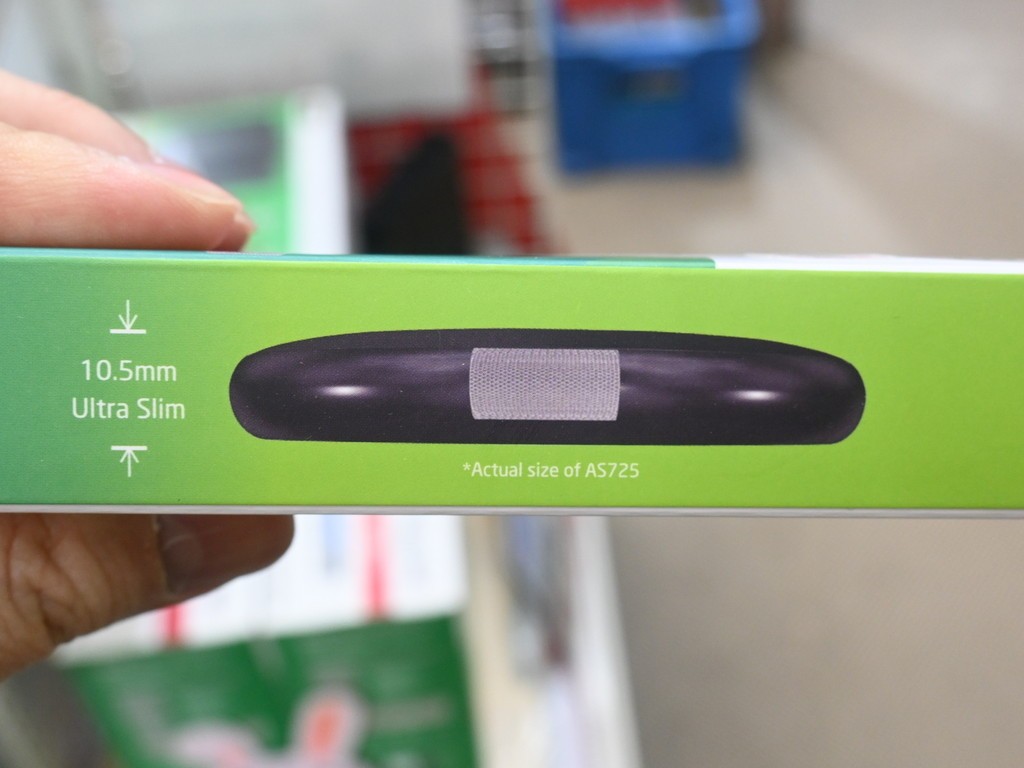 10.5mm
Ultra Slim
*Actual size of AS725